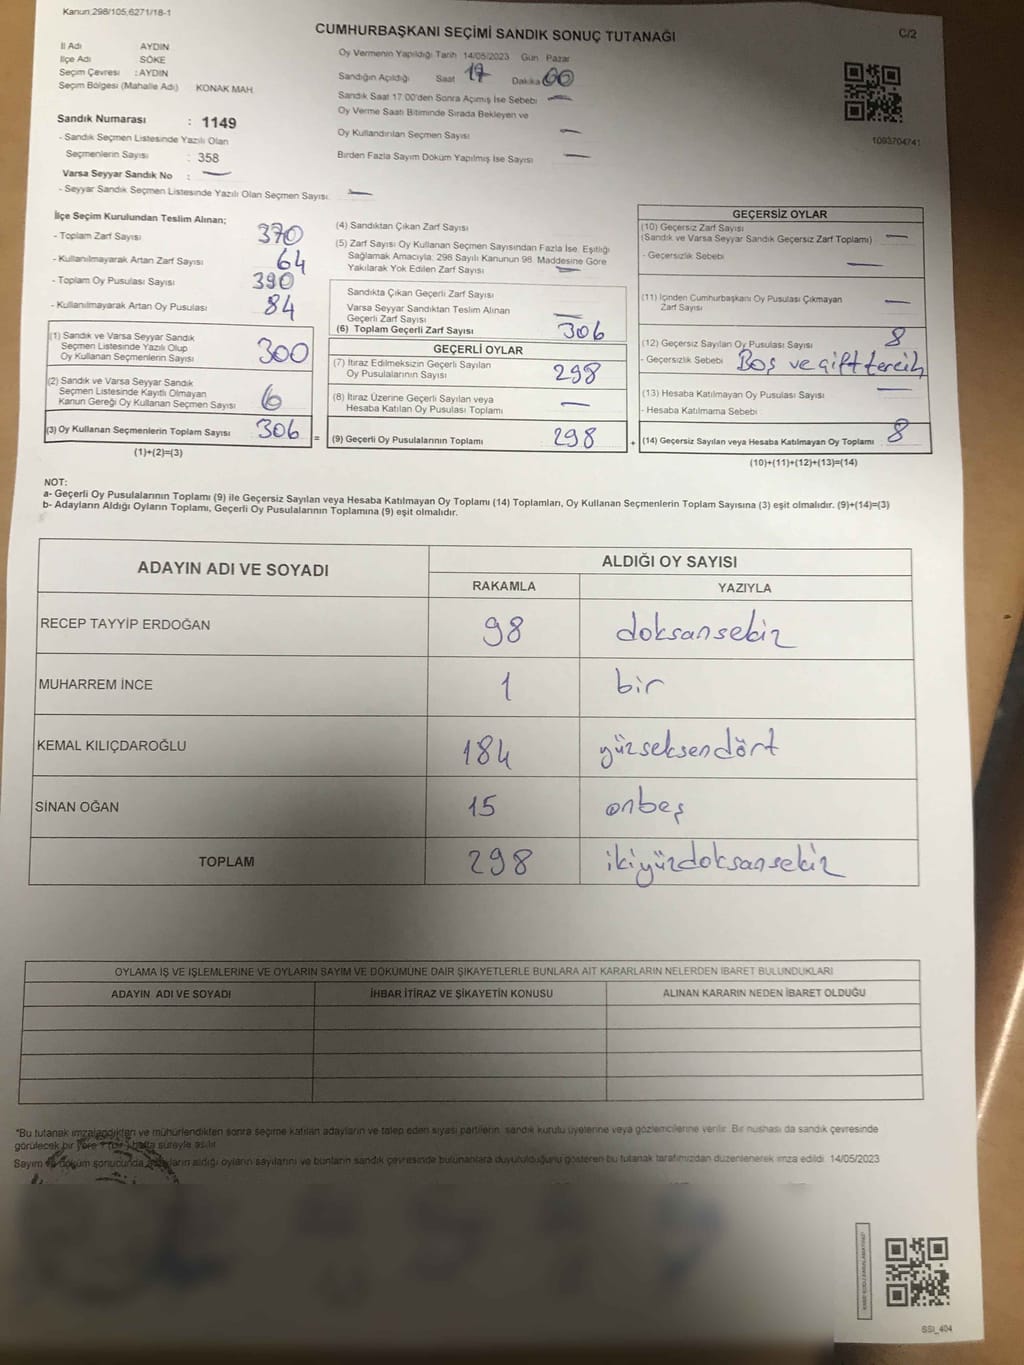 Kanun:298/105,6271/18-1
CUMHURBAŞKANI SEÇİMİ SANDIK SONUÇ TUTANAĞI
C/2
İl Adı AYDIN
İlçe Adı SÖKE
Seçim Çevresi : AYDIN
Seçim Bölgesi (Mahalle Adı) KONAK MAH.
Oy Vermenin Yapıldığı Tarih 14/05/2023 Gün Pazar
Sandığın Açıldığı Saat 17 Dakika 00
Sandık Saat 17:00'den Sonra Açılmış İse Sebebi —
Oy Verme Saati Bitiminde Sırada Bekleyen ve
Oy Kullandırılan Seçmen Sayısı —
Birden Fazla Sayım Döküm Yapılmış İse Sayısı —
1093704741
Sandık Numarası : 1149
- Sandık Seçmen Listesinde Yazılı Olan
Seçmenlerin Sayısı : 358
Varsa Seyyar Sandık No : —
- Seyyar Sandık Seçmen Listesinde Yazılı Olan Seçmen Sayısı: —
İlçe Seçim Kurulundan Teslim Alınan;
- Toplam Zarf Sayısı 370
- Kullanılmayarak Artan Zarf Sayısı 64
- Toplam Oy Pusulası Sayısı 390
- Kullanılmayarak Artan Oy Pusulası 84
(1) Sandık ve Varsa Seyyar Sandık
Seçmen Listesinde Yazılı Olup
Oy Kullanan Seçmenlerin Sayısı 300
(2) Sandık ve Varsa Seyyar Sandık
Seçmen Listesinde Kayıtlı Olmayan
Kanun Gereği Oy Kullanan Seçmen Sayısı 6
(3) Oy Kullanan Seçmenlerin Toplam Sayısı 306 =
(1)+(2)=(3)
(4) Sandıktan Çıkan Zarf Sayısı
(5) Zarf Sayısı Oy Kullanan Seçmen Sayısından Fazla İse, Eşitliği
Sağlamak Amacıyla; 298 Sayılı Kanunun 98. Maddesine Göre
Yakılarak Yok Edilen Zarf Sayısı —
Sandıkta Çıkan Geçerli Zarf Sayısı
Varsa Seyyar Sandıktan Teslim Alınan
Geçerli Zarf Sayısı —
(6) Toplam Geçerli Zarf Sayısı 306
GEÇERLİ OYLAR
(7) İtiraz Edilmeksizin Geçerli Sayılan
Oy Pusulalarının Sayısı 298
(8) İtiraz Üzerine Geçerli Sayılan veya
Hesaba Katılan Oy Pusulası Toplamı —
(9) Geçerli Oy Pusulalarının Toplamı 298 +
GEÇERSİZ OYLAR
(10) Geçersiz Zarf Sayısı
(Sandık ve Varsa Seyyar Sandık Geçersiz Zarf Toplamı) —
- Geçersizlik Sebebi —
(11) İçinden Cumhurbaşkanı Oy Pusulası Çıkmayan
Zarf Sayısı —
(12) Geçersiz Sayılan Oy Pusulası Sayısı 8
- Geçersizlik Sebebi Boş ve çift tercih
(13) Hesaba Katılmayan Oy Pusulası Sayısı —
- Hesaba Katılmama Sebebi
(14) Geçersiz Sayılan veya Hesaba Katılmayan Oy Toplamı 8
(10)+(11)+(12)+(13)=(14)
NOT:
a- Geçerli Oy Pusulalarının Toplamı (9) ile Geçersiz Sayılan veya Hesaba Katılmayan Oy Toplamı (14) Toplamları, Oy Kullanan Seçmenlerin Toplam Sayısına (3) eşit olmalıdır. (9)+(14)=(3)
b- Adayların Aldığı Oyların Toplamı, Geçerli Oy Pusulalarının Toplamına (9) eşit olmalıdır.
ADAYIN ADI VE SOYADI ALDIĞI OY SAYISI
RAKAMLA YAZIYLA
RECEP TAYYİP ERDOĞAN 98 doksansekiz
MUHARREM İNCE 1 bir
KEMAL KILIÇDAROĞLU 184 yüzseksendört
SİNAN OĞAN 15 onbeş
TOPLAM 298 ikiyüzdoksansekiz
OYLAMA İŞ VE İŞLEMLERİNE VE OYLARIN SAYIM VE DÖKÜMÜNE DAİR ŞİKAYETLERLE BUNLARA AİT KARARLARIN NELERDEN İBARET BULUNDUKLARI
ADAYIN ADI VE SOYADI İHBAR İTİRAZ VE ŞİKAYETİN KONUSU ALINAN KARARIN NEDEN İBARET OLDUĞU
*Bu tutanak imzalandıktan ve mühürlendikten sonra seçime katılan adayların ve talep eden siyasi partilerin sandık kurulu üyelerine veya gözlemcilerine verilir. Bir nüshası da sandık çevresinde
görülecek bir yere 1 (bir) hafta süreyle asılır.
Sayım ve döküm sonucunda adayların aldığı oyların sayılarını ve bunların sandık çevresinde bulunanlara duyurulduğunu gösteren bu tutanak tarafımızdan düzenlenerek imza edildi. 14/05/2023
SSI_404